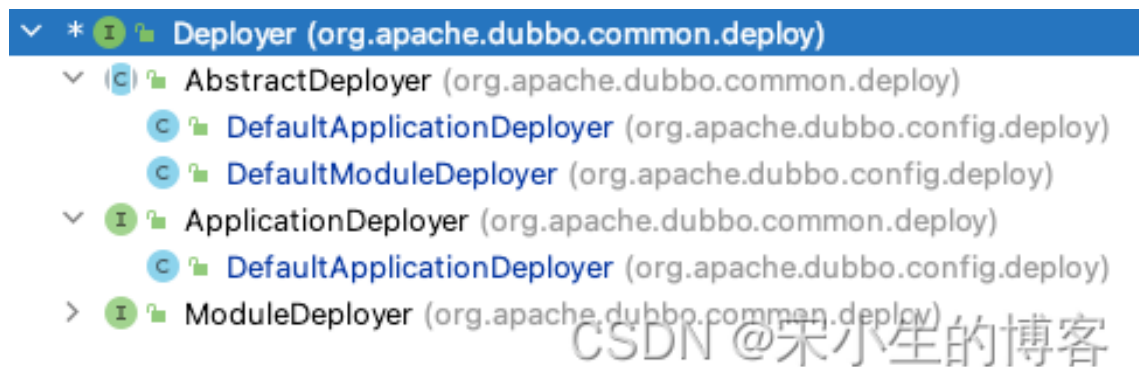 * I Deployer (org.apache.dubbo.common.deploy)
C AbstractDeployer (org.apache.dubbo.common.deploy)
C DefaultApplicationDeployer (org.apache.dubbo.config.deploy)
C DefaultModuleDeployer (org.apache.dubbo.config.deploy)
I ApplicationDeployer (org.apache.dubbo.common.deploy)
C DefaultApplicationDeployer (org.apache.dubbo.config.deploy)
I ModuleDeployer (org.apache.dubbo.common.deploy)
CSDN @宋小生的博客